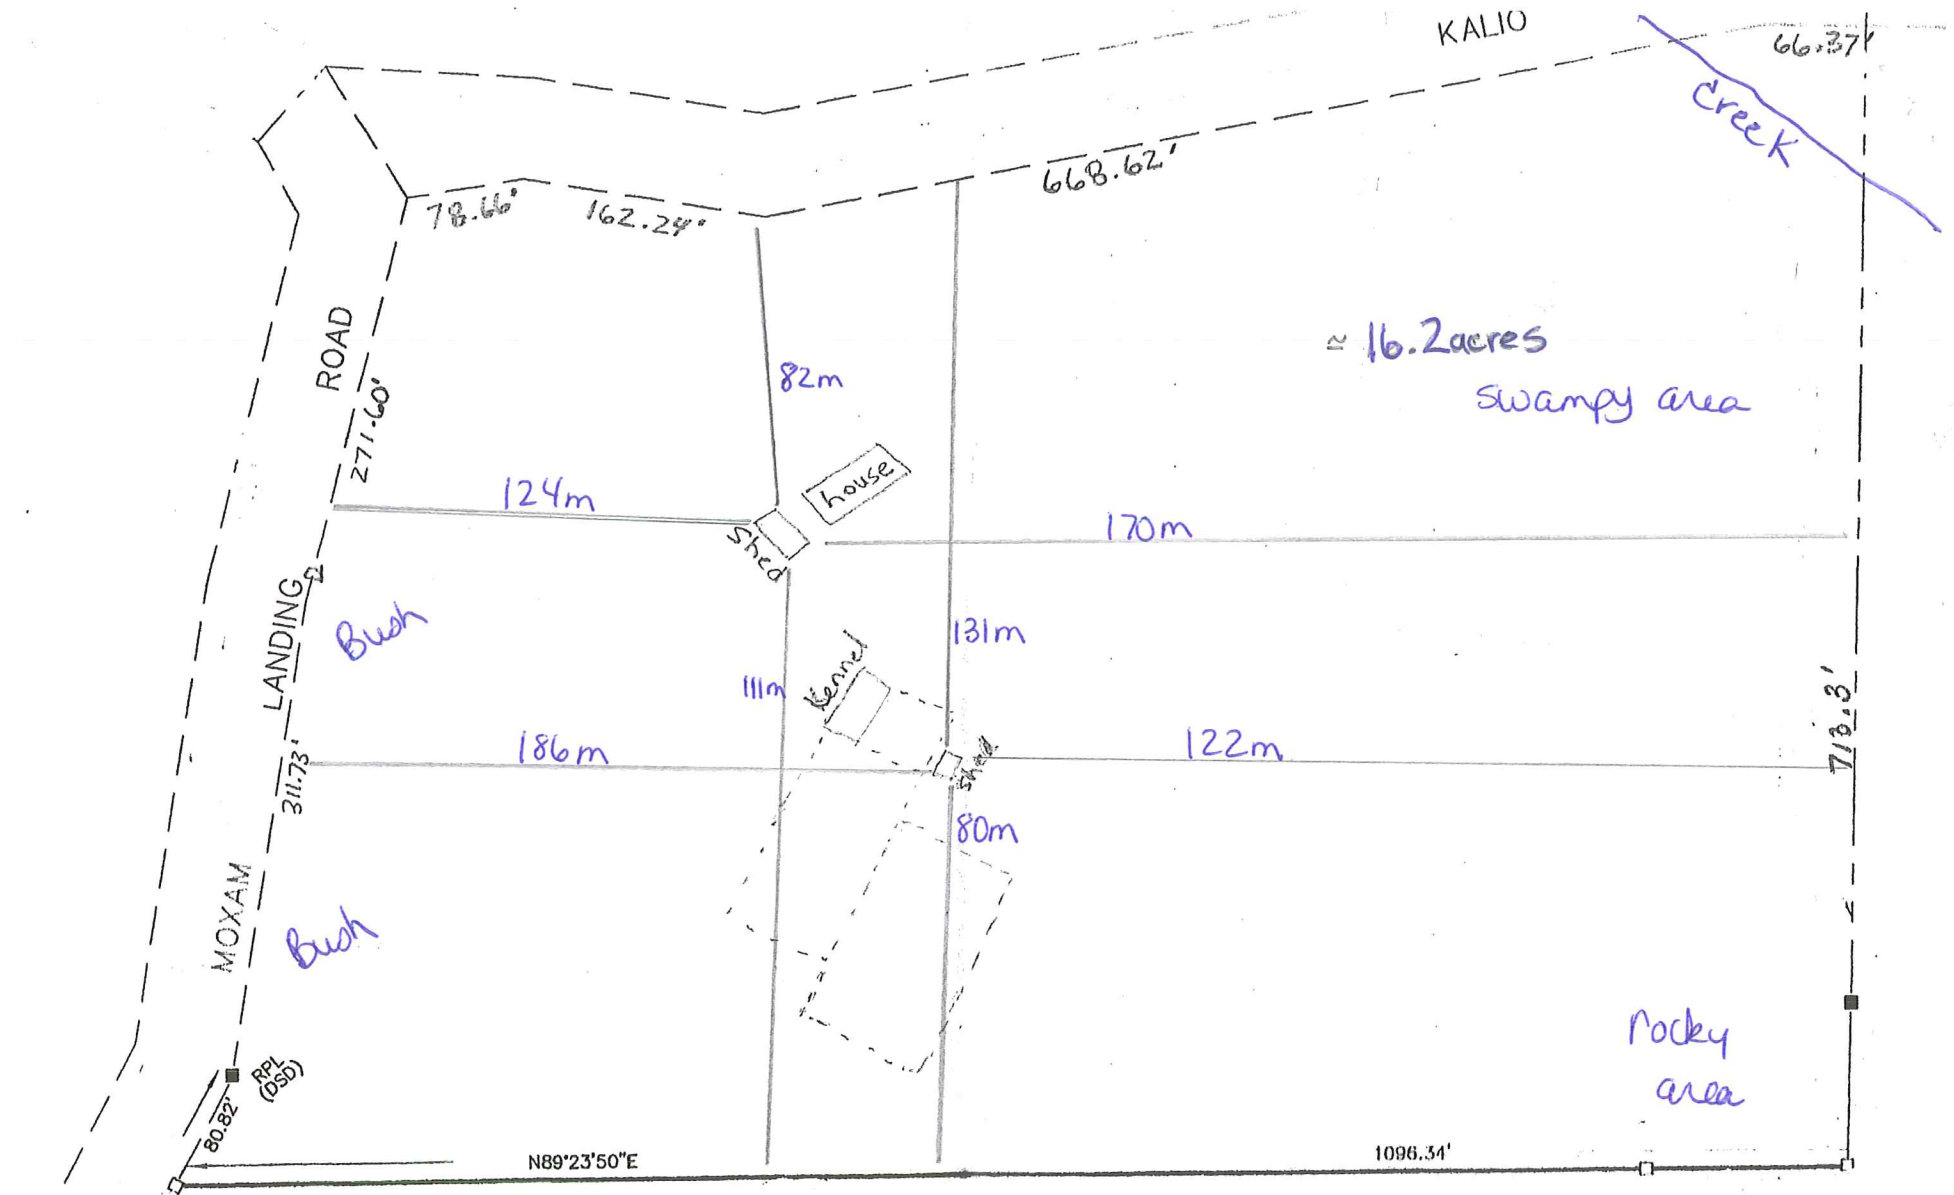 KALIO
66.37'
Creek
668.62'
78.66'
162.24'
ROAD
271.60'
82m
≈ 16.2acres
swampy area
house
124m
shed
170m
LANDING
Bush
131m
Kennel
111m
186m
shed
122m
713.3'
311.73'
80m
MOXAM
Bush
rocky
area
RPL
(DSD)
80.82'
N89°23'50"E
1096.34'